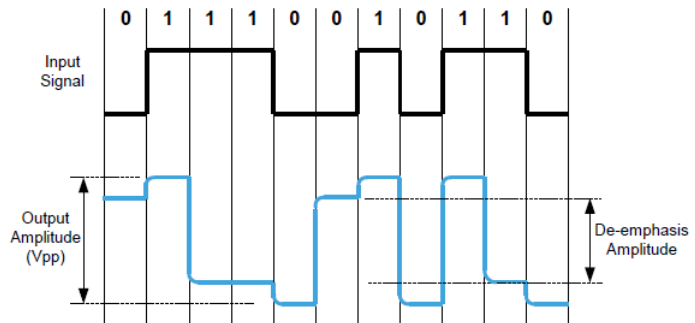 0 1 1 1 0 0 1 0 1 1 0
Input
Signal
Output
Amplitude
(Vpp)
De-emphasis
Amplitude